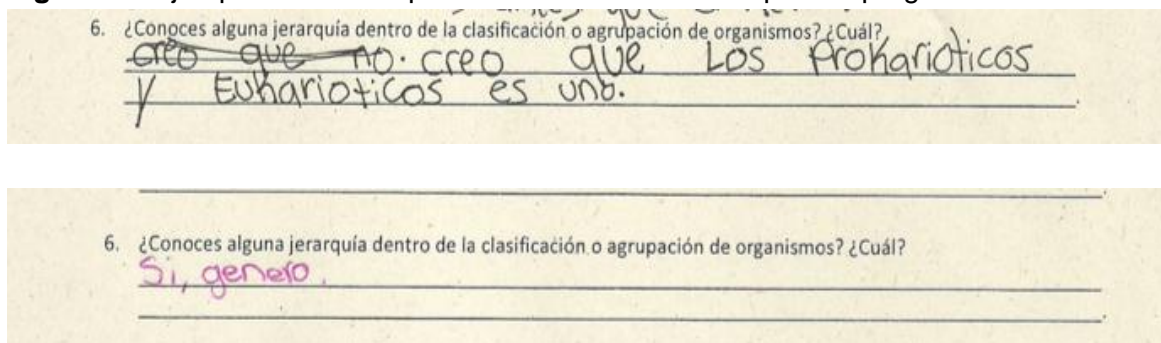 6. ¿Conoces alguna jerarquía dentro de la clasificación o agrupación de organismos? ¿Cuál?
creo que no. creo que Los Prokarioticos
y Eukarioticos es uno.
6. ¿Conoces alguna jerarquía dentro de la clasificación o agrupación de organismos? ¿Cuál?
Si, genero.